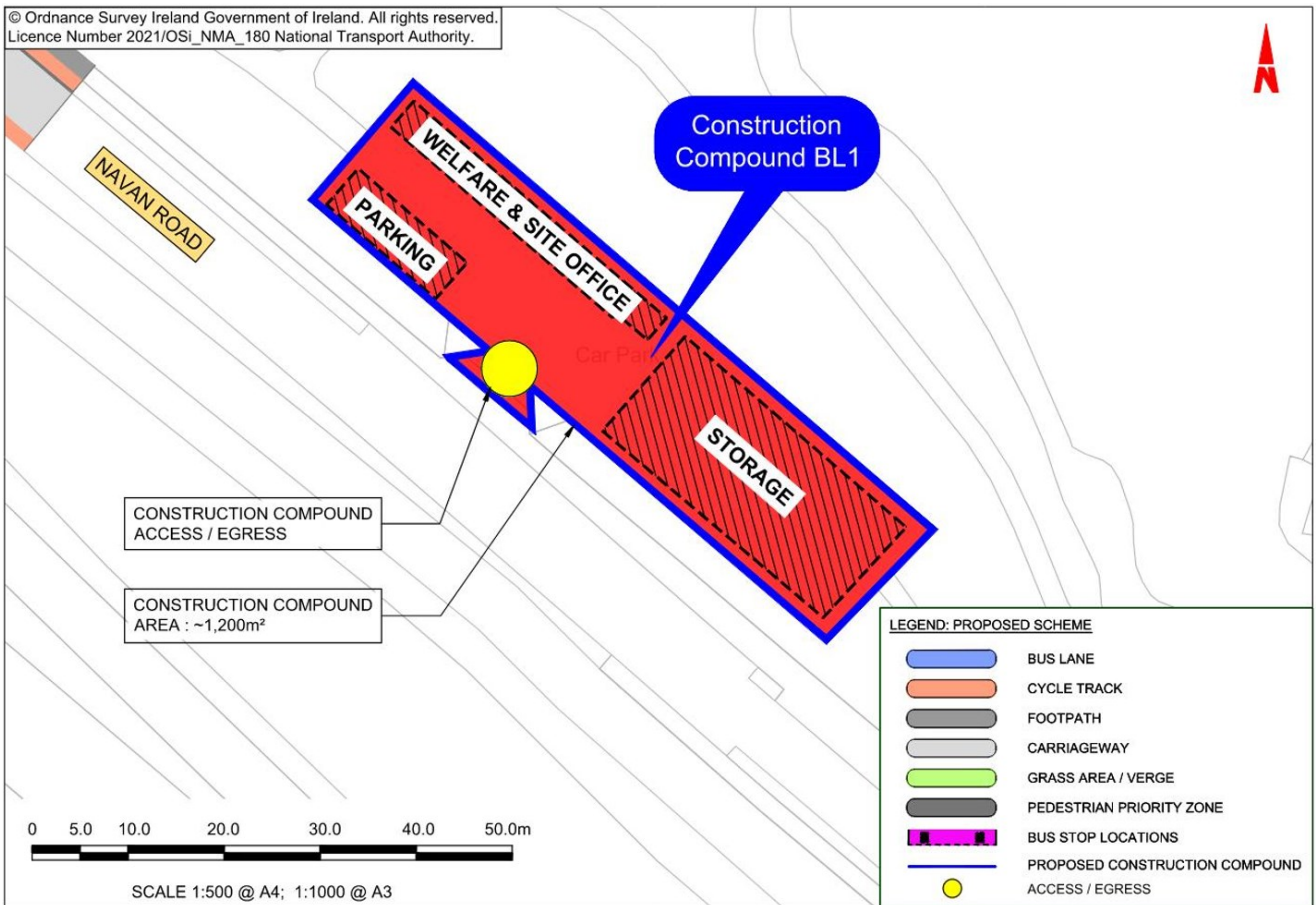 © Ordnance Survey Ireland Government of Ireland. All rights reserved.
Licence Number 2021/OSi_NMA_180 National Transport Authority.
N
Construction
Compound BL1
NAVAN ROAD
WELFARE & SITE OFFICE
PARKING
Car Par
STORAGE
CONSTRUCTION COMPOUND
ACCESS / EGRESS
CONSTRUCTION COMPOUND
AREA : ~1,200m²
LEGEND: PROPOSED SCHEME
BUS LANE
CYCLE TRACK
FOOTPATH
CARRIAGEWAY
GRASS AREA / VERGE
PEDESTRIAN PRIORITY ZONE
BUS STOP LOCATIONS
PROPOSED CONSTRUCTION COMPOUND
ACCESS / EGRESS
0 5.0 10.0 20.0 30.0 40.0 50.0m
SCALE 1:500 @ A4; 1:1000 @ A3